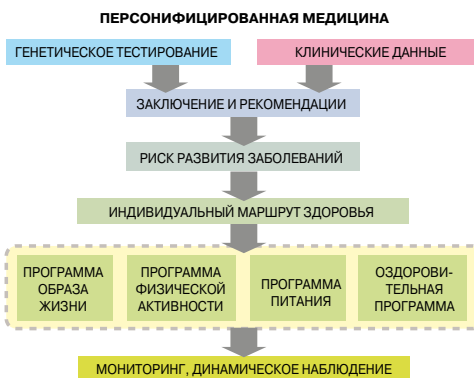 ПЕРСОНИФИЦИРОВАННАЯ МЕДИЦИНА
ГЕНЕТИЧЕСКОЕ ТЕСТИРОВАНИЕ
КЛИНИЧЕСКИЕ ДАННЫЕ
ЗАКЛЮЧЕНИЕ И РЕКОМЕНДАЦИИ
РИСК РАЗВИТИЯ ЗАБОЛЕВАНИЙ
ИНДИВИДУАЛЬНЫЙ МАРШРУТ ЗДОРОВЬЯ
ПРОГРАММА
ОБРАЗА
ЖИЗНИ
ПРОГРАММА
ФИЗИЧЕСКОЙ
АКТИВНОСТИ
ПРОГРАММА
ПИТАНИЯ
ОЗДОРОВИ-
ТЕЛЬНАЯ
ПРОГРАММА
МОНИТОРИНГ, ДИНАМИЧЕСКОЕ НАБЛЮДЕНИЕ